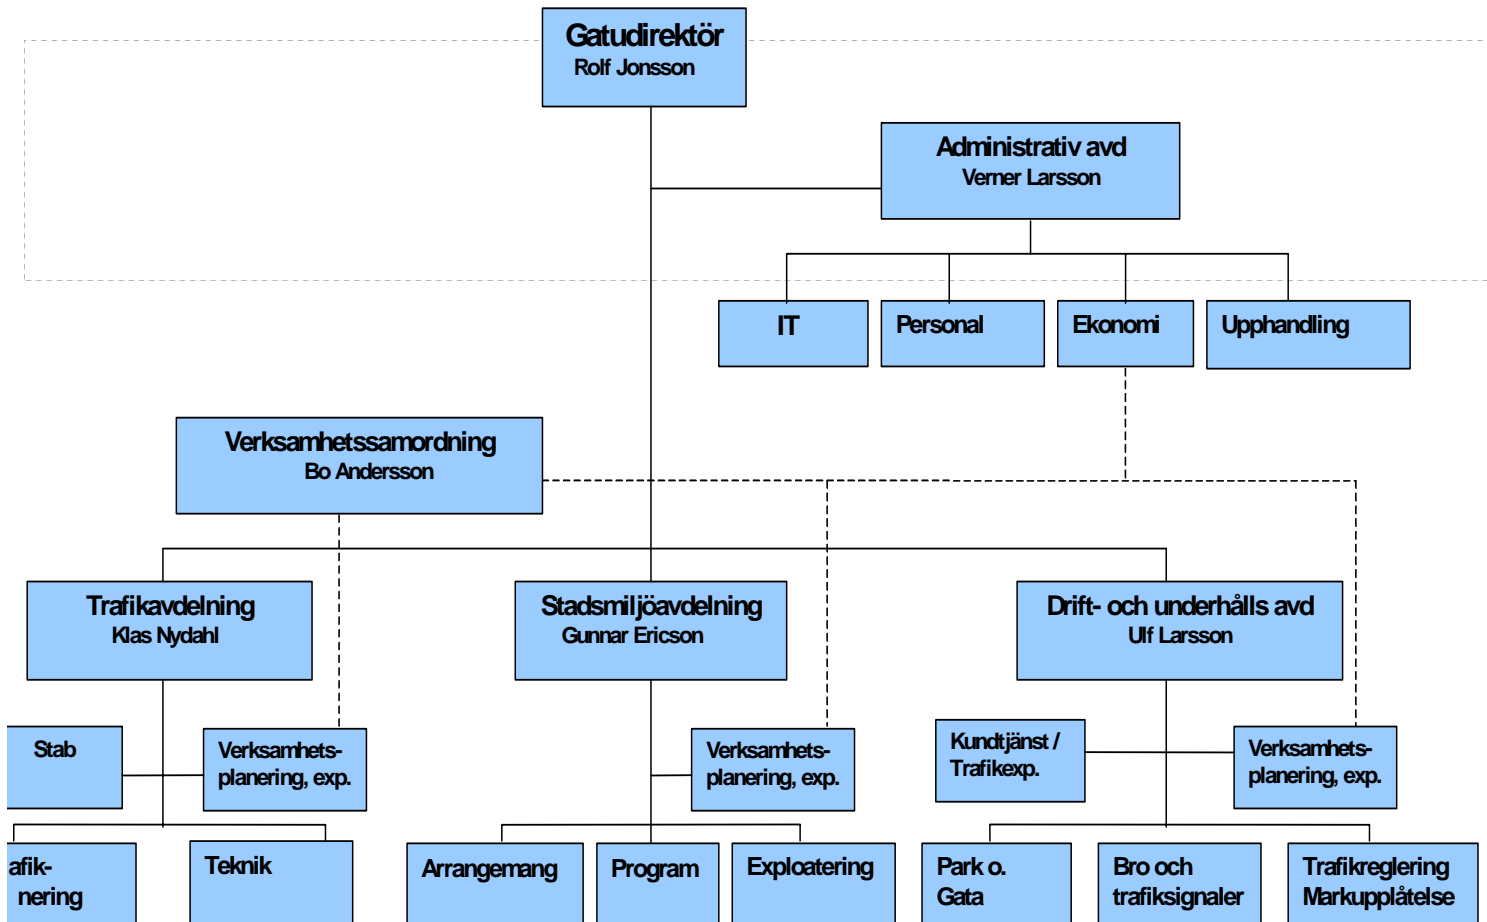 Gatudirektör
Rolf Jonsson
Administrativ avd
Verner Larsson
IT
Personal
Ekonomi
Upphandling
Verksamhetssamordning
Bo Andersson
Trafikavdelning
Klas Nydahl
Stadsmiljöavdelning
Gunnar Ericson
Drift- och underhålls avd
Ulf Larsson
Stab
Verksamhets-
planering, exp.
Verksamhets-
planering, exp.
Kundtjänst /
Trafikexp.
Verksamhets-
planering, exp.
afik-
nering
Teknik
Arrangemang
Program
Exploatering
Park o.
Gata
Bro och
trafiksignaler
Trafikreglering
Markupplåtelse